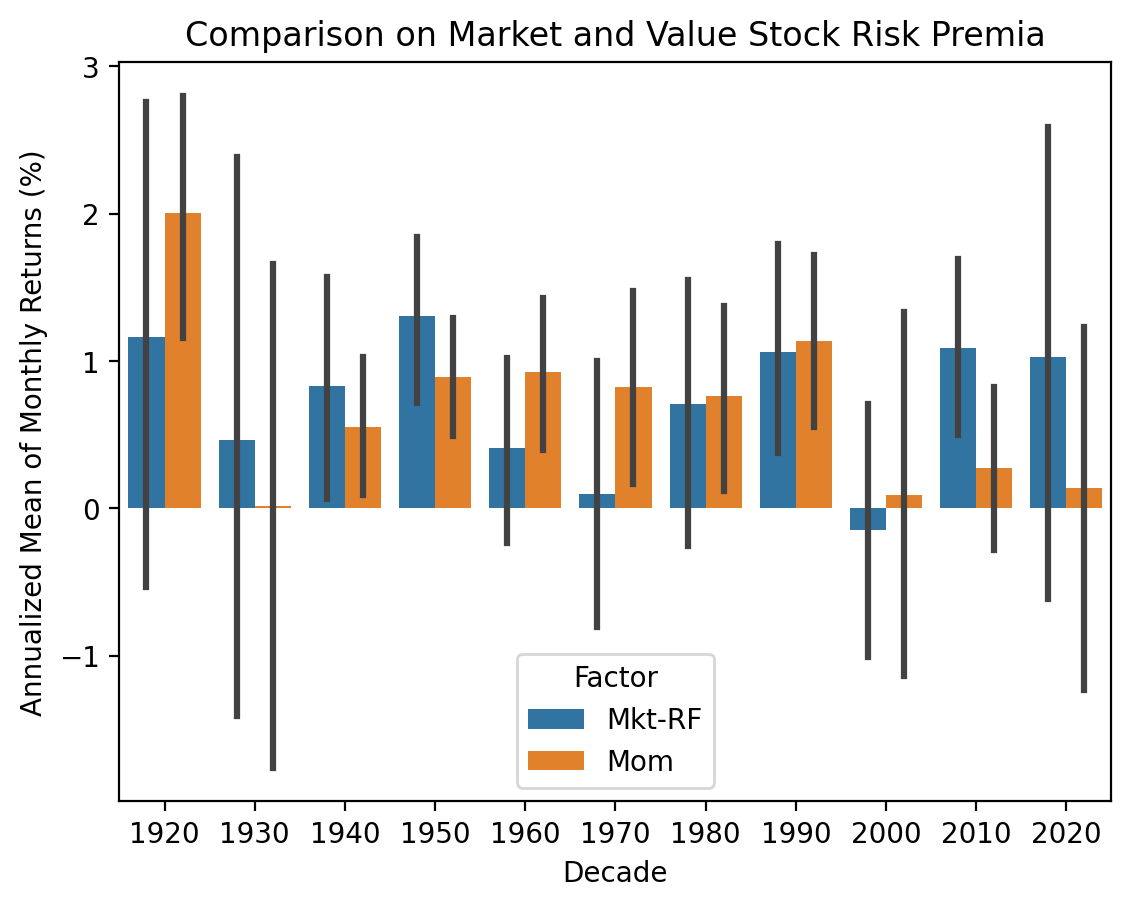 Comparison on Market and Value Stock Risk Premia
Annualized Mean of Monthly Returns (%)
3
2
1
0
−1
Factor
Mkt-RF
Mom
1920 1930 1940 1950 1960 1970 1980 1990 2000 2010 2020
Decade